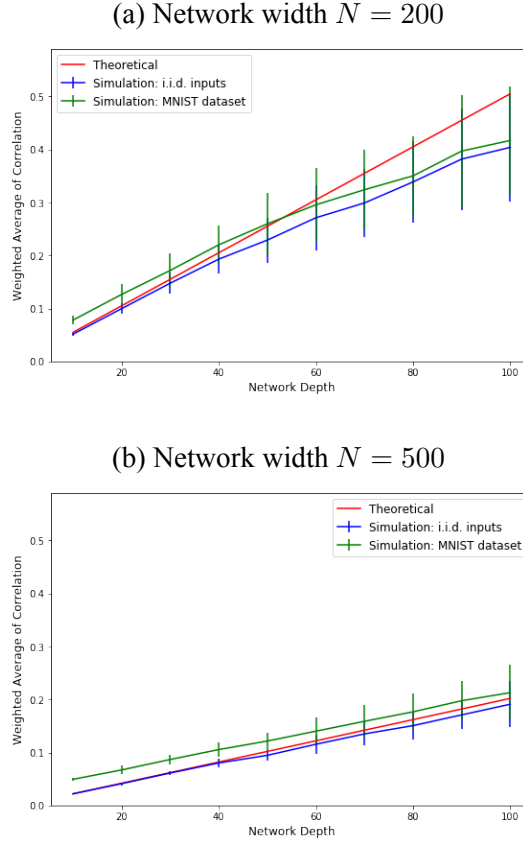 (a) Network width N = 200
Theoretical
Simulation: i.i.d. inputs
Simulation: MNIST dataset
Weighted Average of Correlation
0.5
0.4
0.3
0.2
0.1
0.0
20 40 60 80 100
Network Depth
(b) Network width N = 500
Theoretical
Simulation: i.i.d. inputs
Simulation: MNIST dataset
Weighted Average of Correlation
0.5
0.4
0.3
0.2
0.1
0.0
20 40 60 80 100
Network Depth